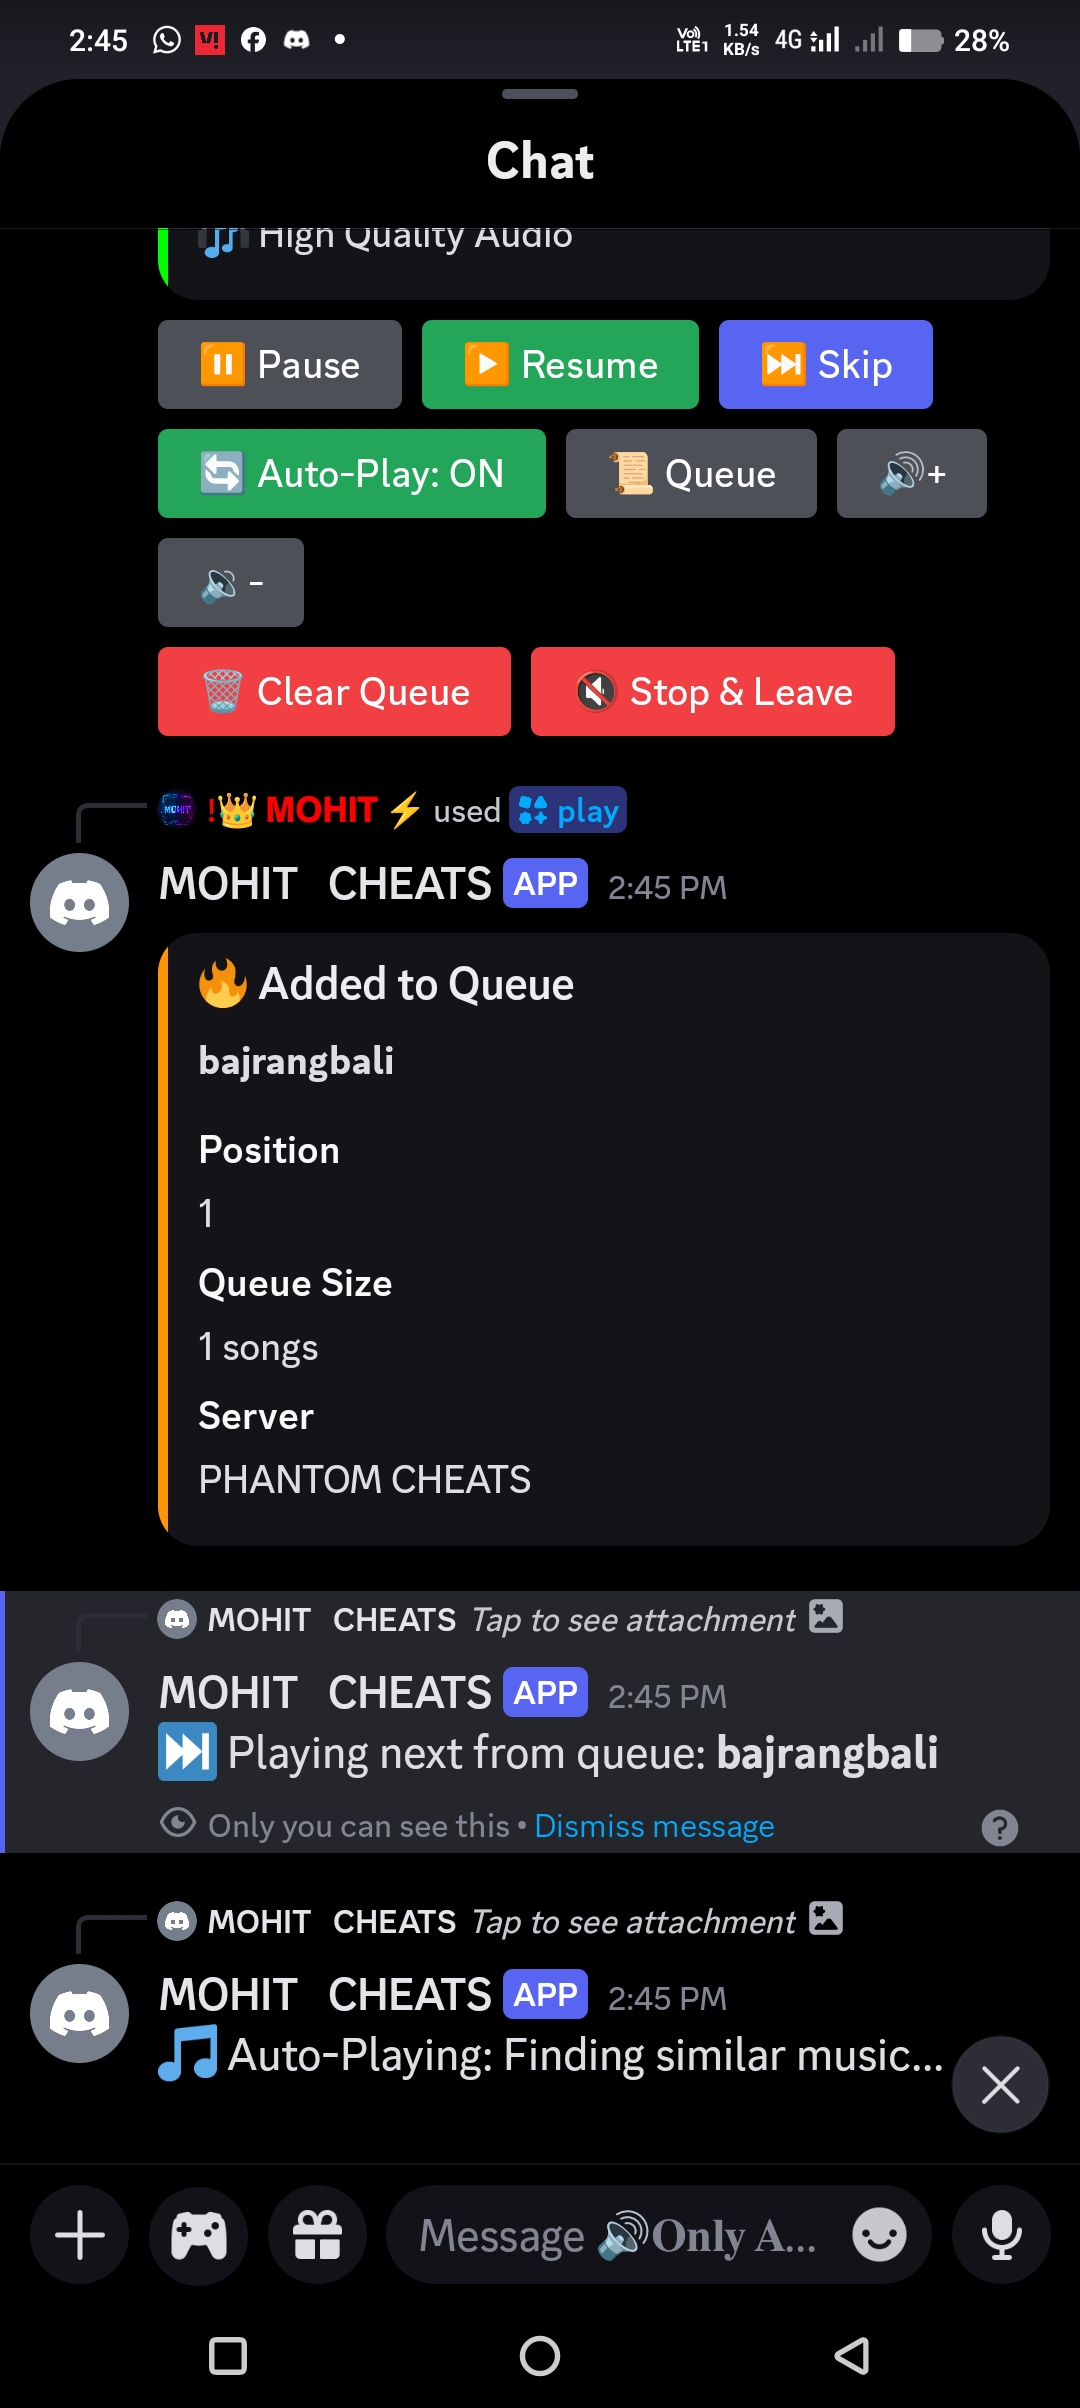 2:45 V! Vo)) LTE1 1.54 KB/s 4G 28%
Chat
High Quality Audio
Pause Resume Skip
Auto-Play: ON Queue +
-
Clear Queue Stop & Leave
! MOHIT used play
MOHIT CHEATS APP 2:45 PM
Added to Queue
bajrangbali
Position
1
Queue Size
1 songs
Server
PHANTOM CHEATS
MOHIT CHEATS Tap to see attachment
MOHIT CHEATS APP 2:45 PM
Playing next from queue: bajrangbali
Only you can see this • Dismiss message ?
MOHIT CHEATS Tap to see attachment
MOHIT CHEATS APP 2:45 PM
Auto-Playing: Finding similar music...
Message Only A...